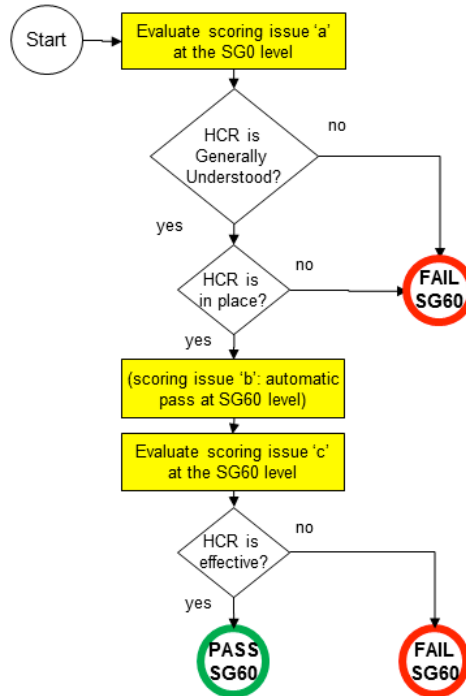 Start
Evaluate scoring issue ‘a’
at the SG0 level
HCR is
Generally
Understood?
no
yes
HCR is
in place?
no
FAIL
SG60
yes
(scoring issue ‘b’: automatic
pass at SG60 level)
Evaluate scoring issue ‘c’
at the SG60 level
HCR is
effective?
no
yes
PASS
SG60
FAIL
SG60